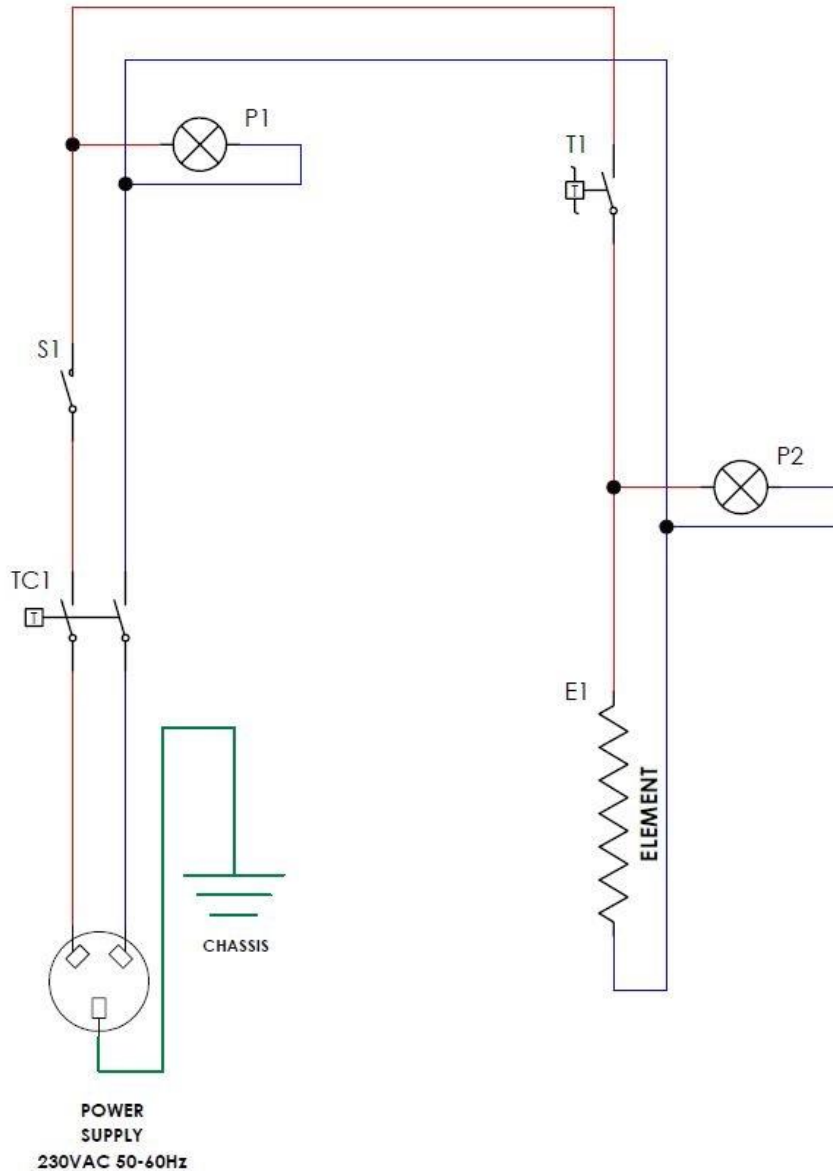 P1
T1
T
S1
P2
TC1
T
E1
ELEMENT
CHASSIS
POWER
SUPPLY
230VAC 50-60Hz